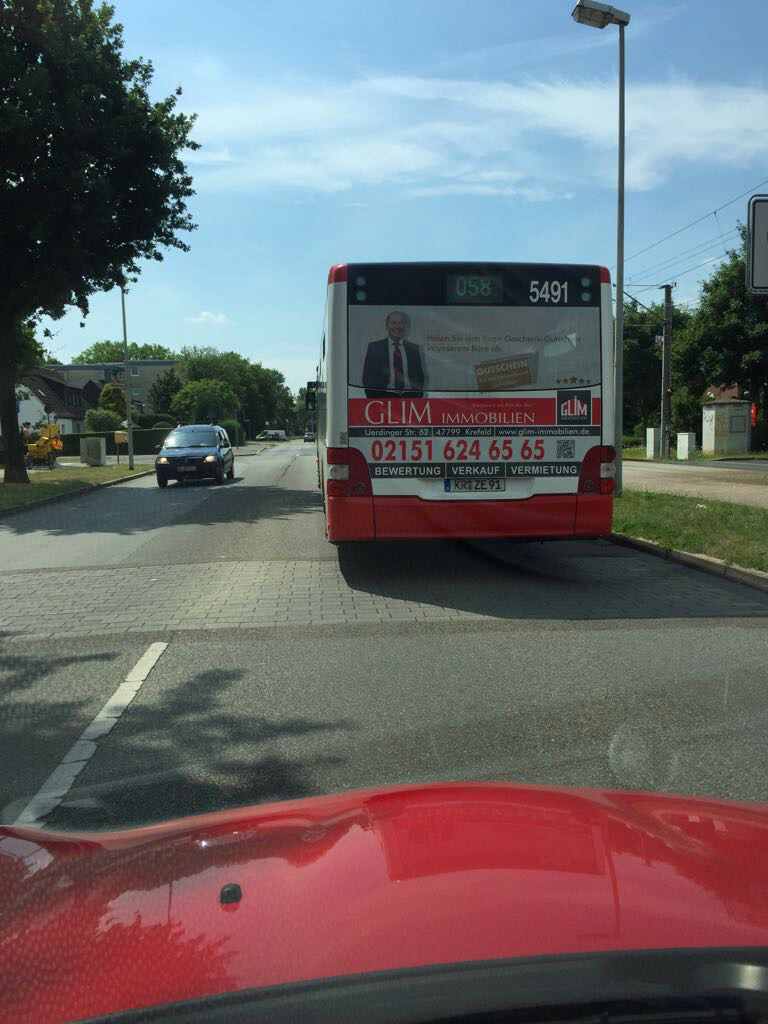 058
5491
Holen Sie sich Ihren Geschenk-Gutschein
in unserem Büro ab.
GUTSCHEIN
GLIM IMMOBILIEN
GLIM
Uerdinger Str. 62 | 47799 Krefeld | www.glim-immobilien.de
02151 624 65 65
BEWERTUNG | VERKAUF | VERMIETUNG
KR ZE 91